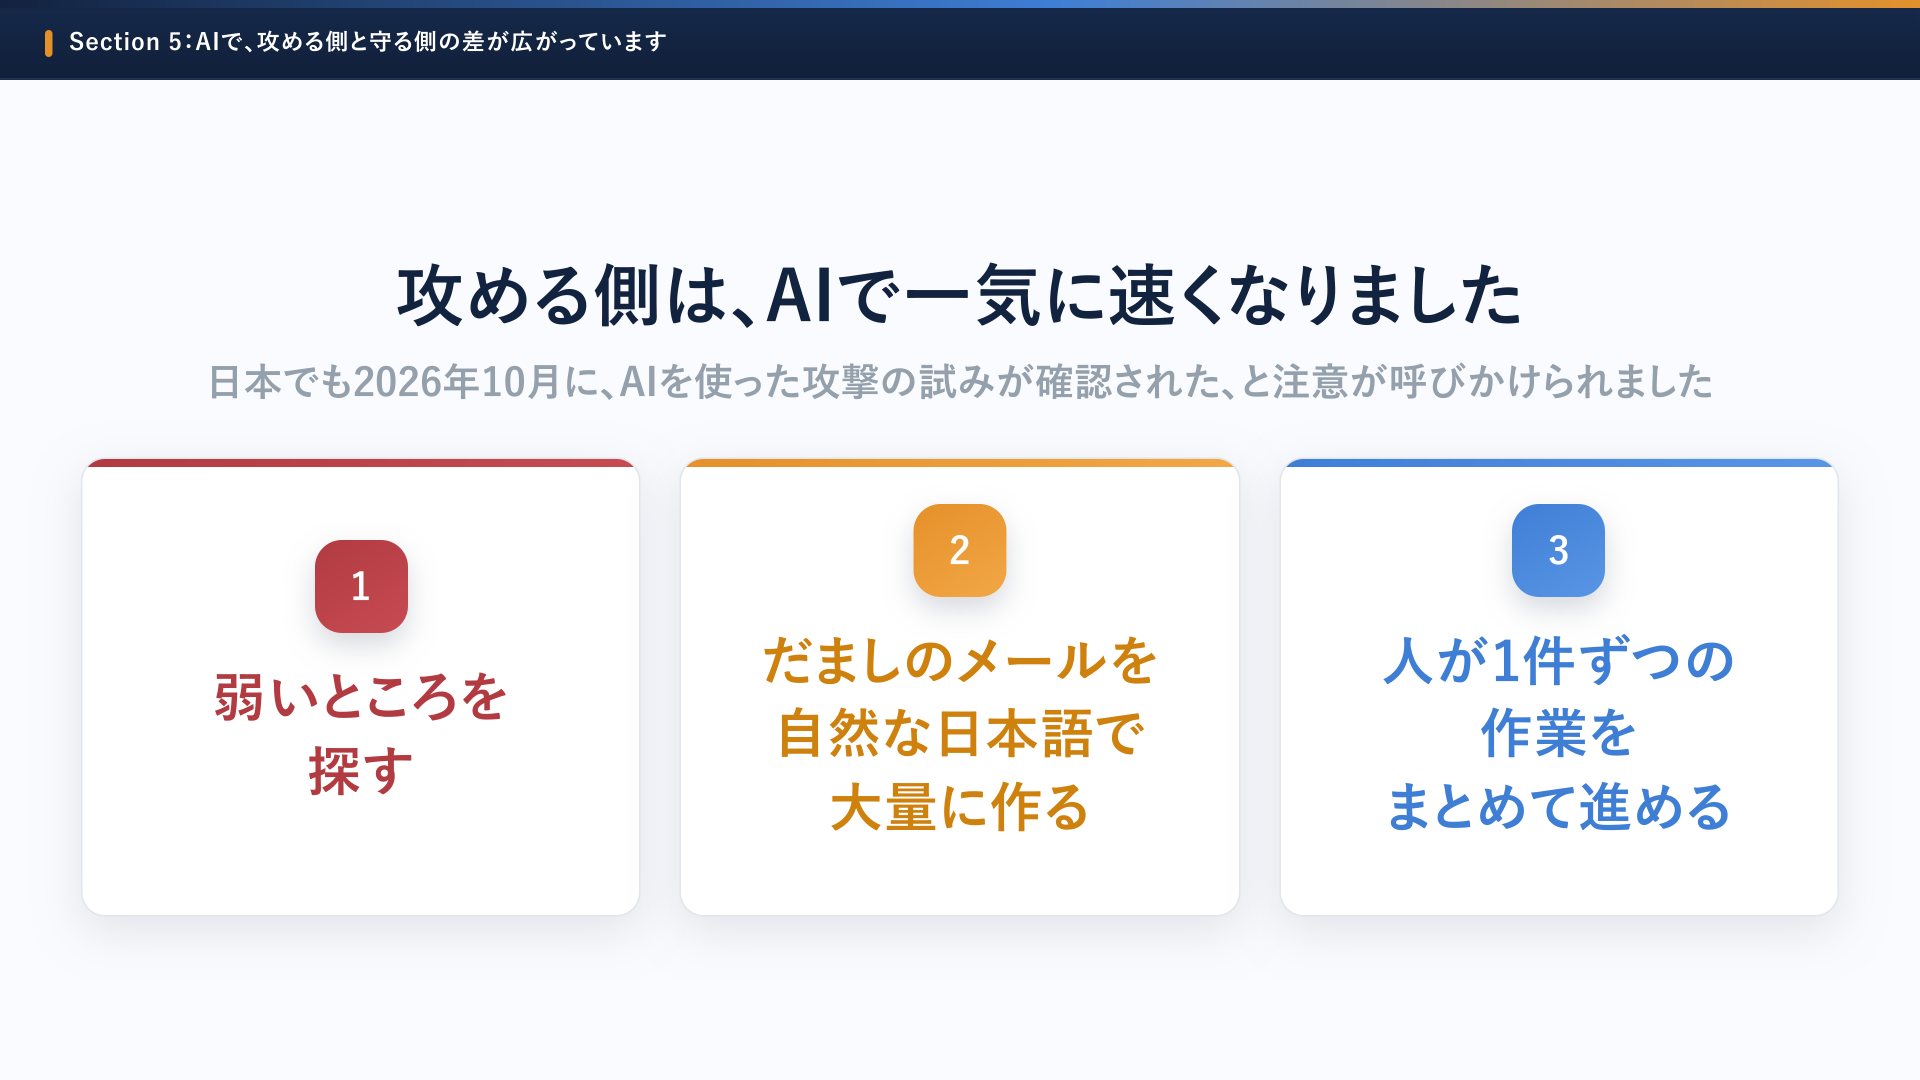 Section 5：AIで、攻める側と守る側の差が広がっています
攻める側は、AIで一気に速くなりました
日本でも2026年10月に、AIを使った攻撃の試みが確認された、と注意が呼びかけられました
1
弱いところを
探す
2
だましのメールを
自然な日本語で
大量に作る
3
人が1件ずつの
作業を
まとめて進める